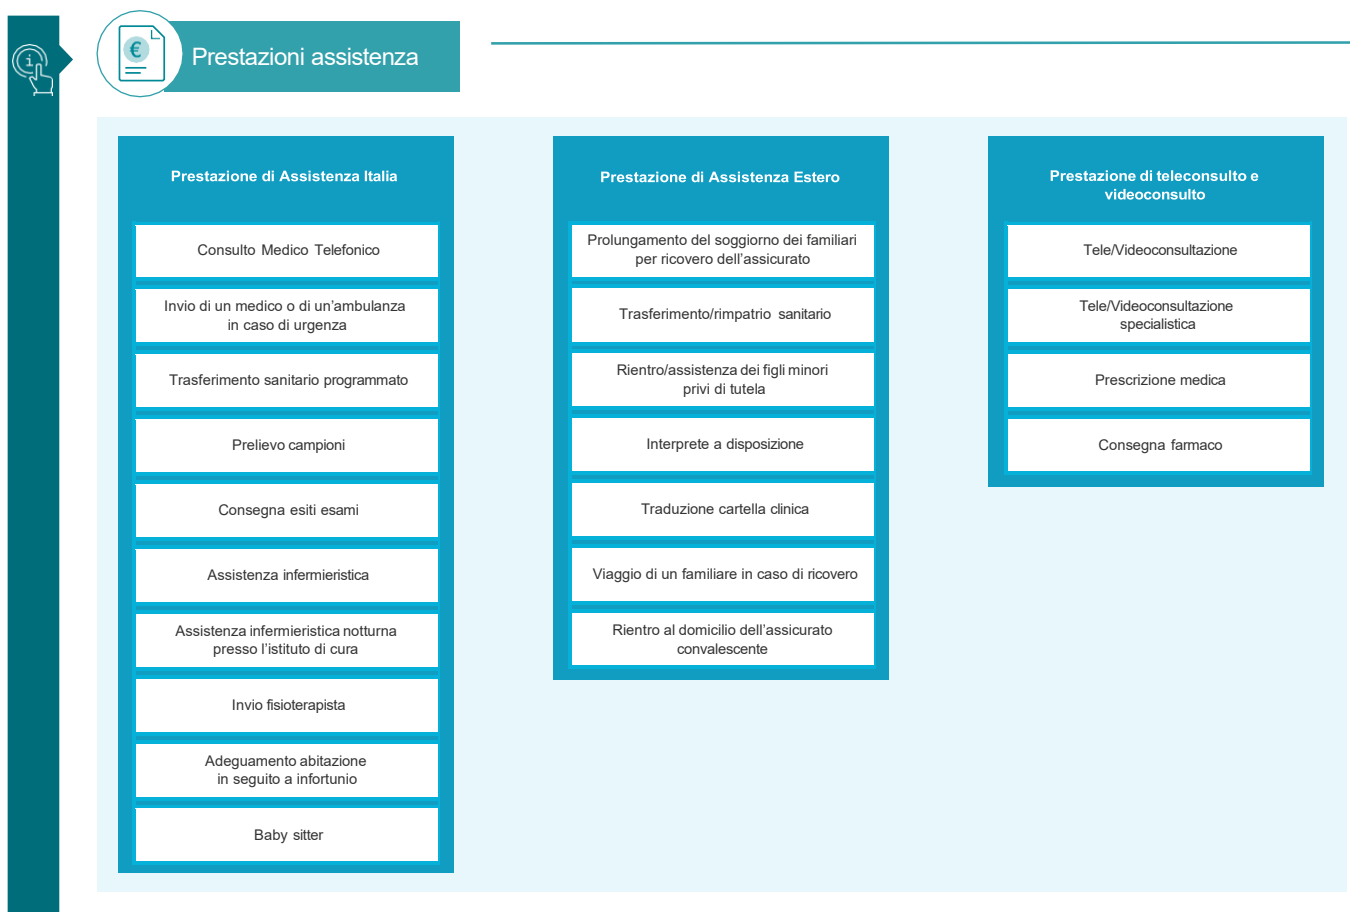 Prestazioni assistenza
Prestazione di Assistenza Italia
Consulto Medico Telefonico
Invio di un medico o di un’ambulanza
in caso di urgenza
Trasferimento sanitario programmato
Prelievo campioni
Consegna esiti esami
Assistenza infermieristica
Assistenza infermieristica notturna
presso l’istituto di cura
Invio fisioterapista
Adeguamento abitazione
in seguito a infortunio
Baby sitter
Prestazione di Assistenza Estero
Prolungamento del soggiorno dei familiari
per ricovero dell’assicurato
Trasferimento/rimpatrio sanitario
Rientro/assistenza dei figli minori
privi di tutela
Interprete a disposizione
Traduzione cartella clinica
Viaggio di un familiare in caso di ricovero
Rientro al domicilio dell’assicurato
convalescente
Prestazione di teleconsulto e
videoconsulto
Tele/Videoconsultazione
Tele/Videoconsultazione
specialistica
Prescrizione medica
Consegna farmaco